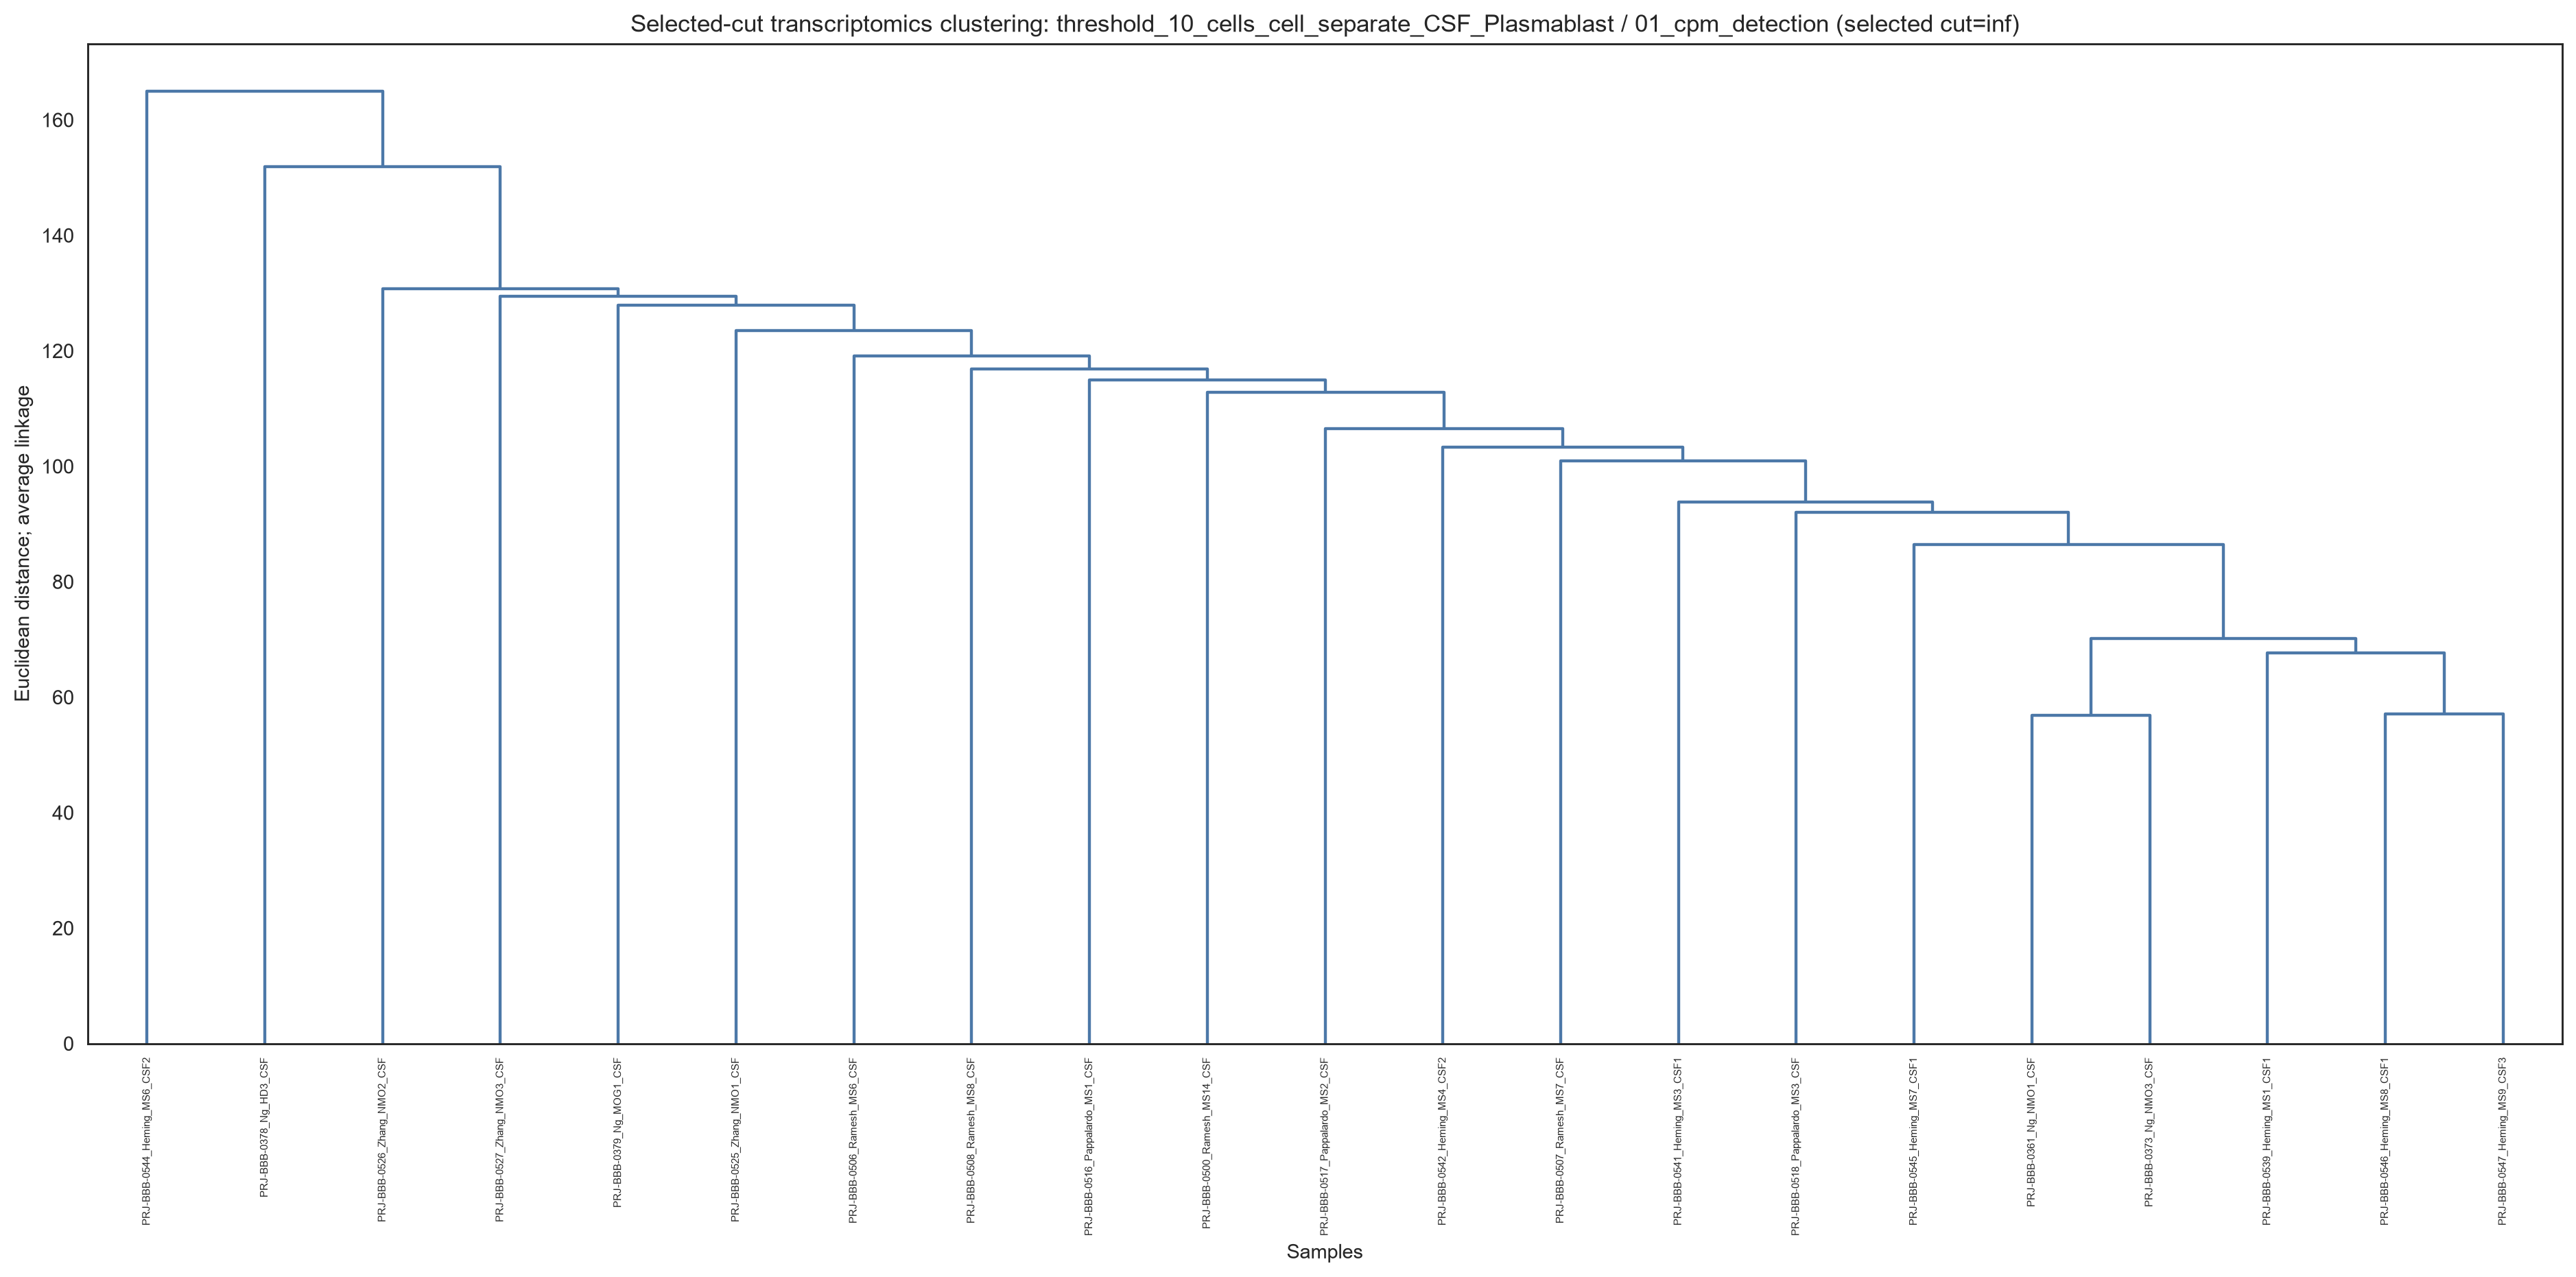 Selected-cut transcriptomics clustering: threshold_10_cells_cell_separate_CSF_Plasmablast / 01_cpm_detection (selected cut=inf)
Euclidean distance; average linkage
160
140
120
100
80
60
40
20
0
PRJ-BBB-0544_Heming_MS6_CSF2
PRJ-BBB-0378_Ng_HD3_CSF
PRJ-BBB-0526_Zhang_NMO2_CSF
PRJ-BBB-0527_Zhang_NMO3_CSF
PRJ-BBB-0379_Ng_MOG1_CSF
PRJ-BBB-0525_Zhang_NMO1_CSF
PRJ-BBB-0506_Ramesh_MS6_CSF
PRJ-BBB-0508_Ramesh_MS8_CSF
PRJ-BBB-0516_Pappalardo_MS1_CSF
PRJ-BBB-0500_Ramesh_MS14_CSF
PRJ-BBB-0517_Pappalardo_MS2_CSF
PRJ-BBB-0542_Heming_MS4_CSF2
PRJ-BBB-0507_Ramesh_MS7_CSF
PRJ-BBB-0541_Heming_MS3_CSF1
PRJ-BBB-0518_Pappalardo_MS3_CSF
PRJ-BBB-0545_Heming_MS7_CSF1
PRJ-BBB-0361_Ng_NMO1_CSF
PRJ-BBB-0373_Ng_NMO3_CSF
PRJ-BBB-0539_Heming_MS1_CSF1
PRJ-BBB-0546_Heming_MS8_CSF1
PRJ-BBB-0547_Heming_MS9_CSF3
Samples